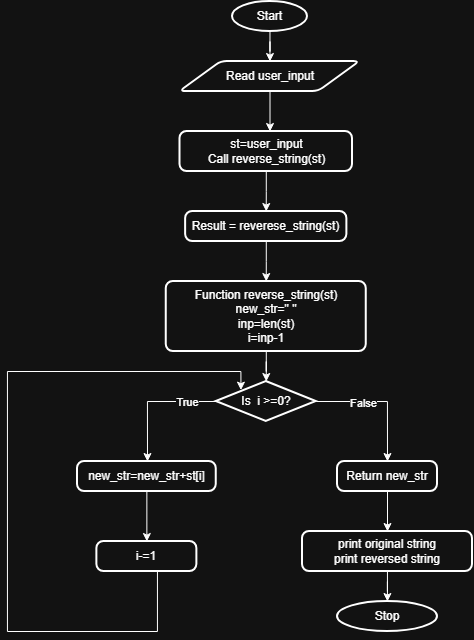 Start
Read user_input
st=user_input
Call reverse_string(st)
Result = reverese_string(st)
Function reverse_string(st)
new_str=" "
inp=len(st)
i=inp-1
Is i >=0?
True
False
new_str=new_str+st[i]
Return new_str
i-=1
print original string
print reversed string
Stop